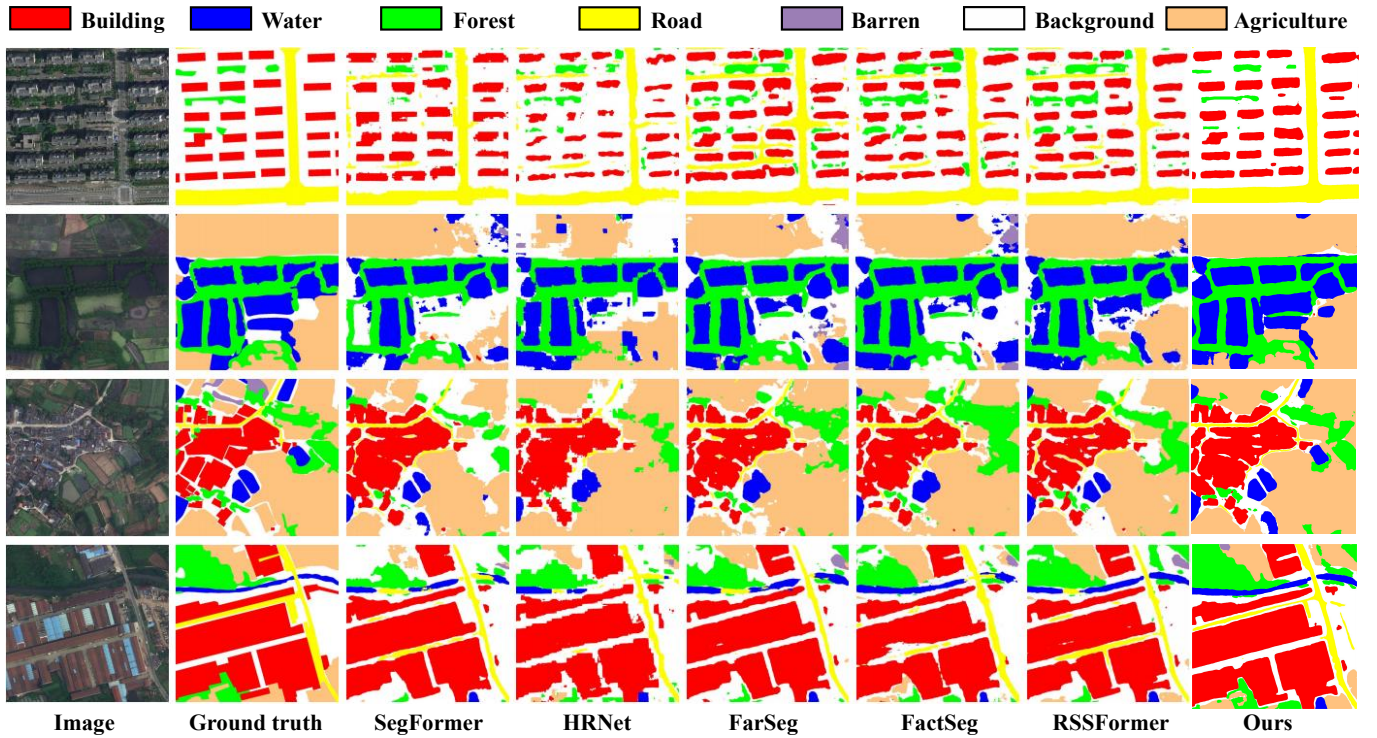 Building Water Forest Road Barren Background Agriculture
Image Ground truth SegFormer HRNet FarSeg FactSeg RSSFormer Ours